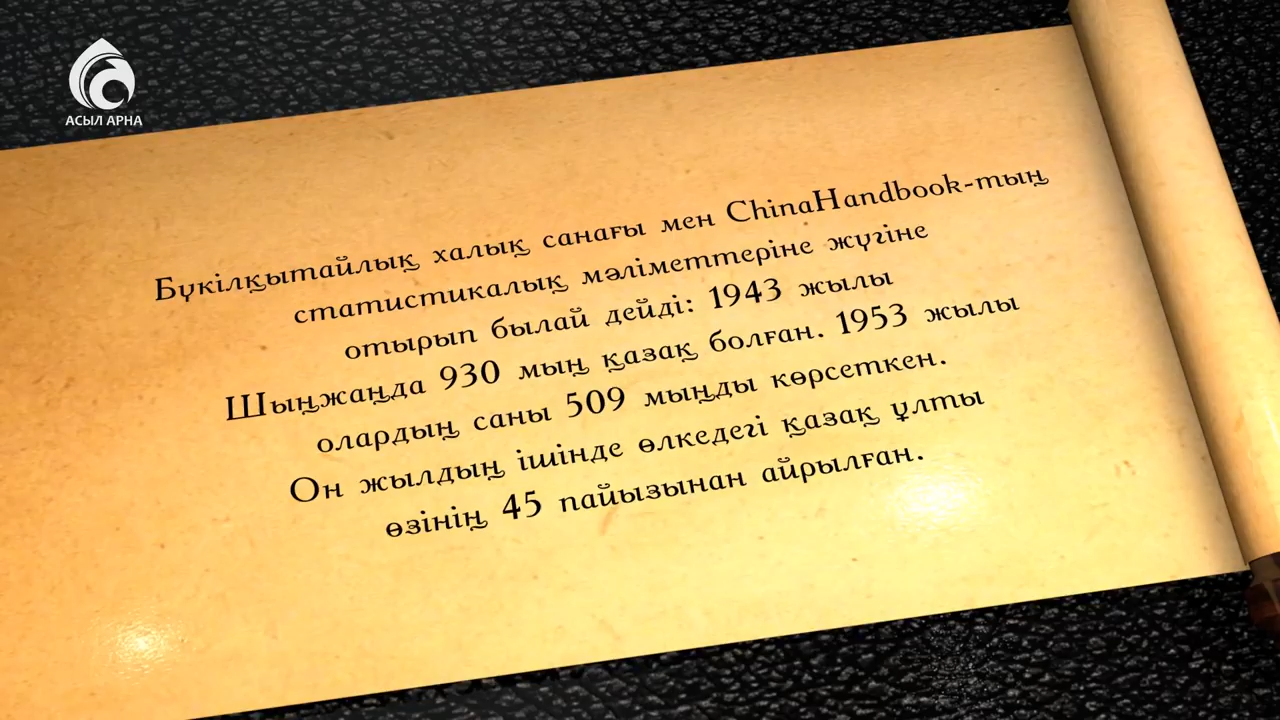 АСЫЛ АРНА
Бүкілқытайлық халық санағы мен ChinaHandbook-тың
статистикалық мәліметтеріне жүгіне
отырып былай дейді: 1943 жылы
Шыңжаңда 930 мың қазақ болған. 1953 жылы
олардың саны 509 мыңды көрсеткен.
Он жылдың ішінде өлкедегі қазақ ұлты
өзінің 45 пайызынан айрылған.